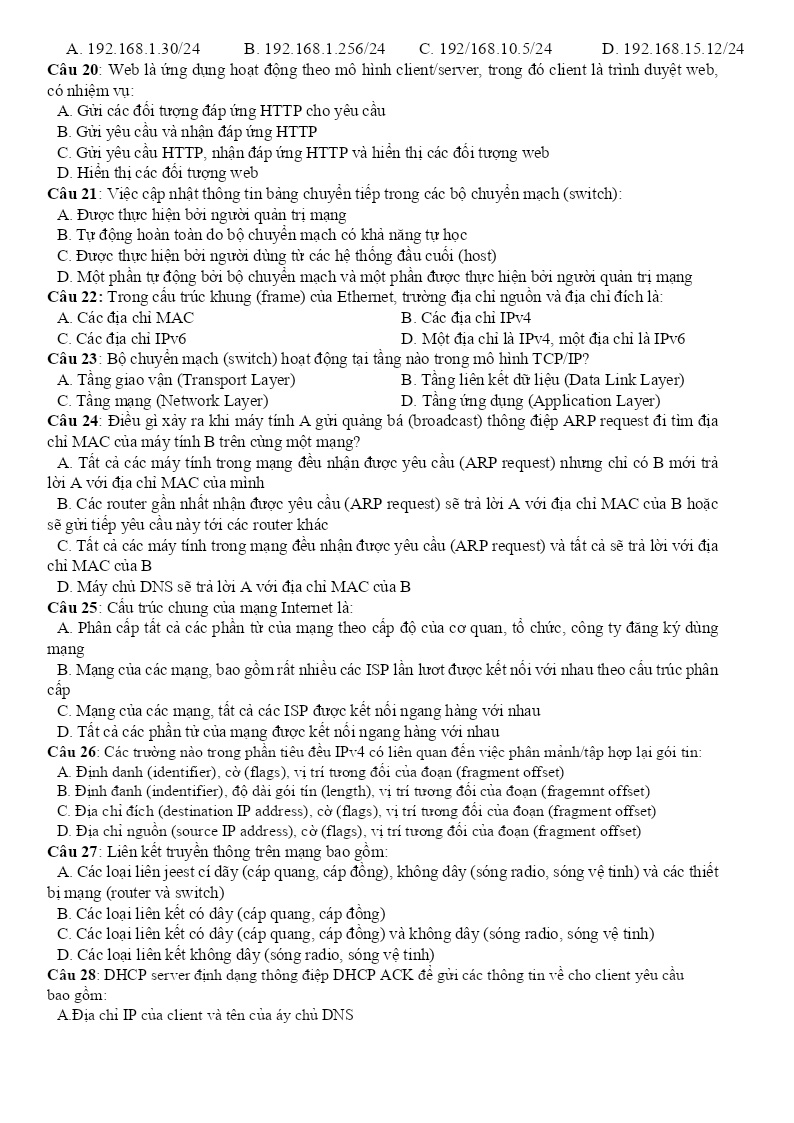 A. 192.168.1.30/24 B. 192.168.1.256/24 C. 192/168.10.5/24 D. 192.168.15.12/24
Câu 20: Web là ứng dụng hoạt động theo mô hình client/server, trong đó client là trình duyệt web,
có nhiệm vụ:
A. Gửi các đối tượng đáp ứng HTTP cho yêu cầu
B. Gửi yêu cầu và nhận đáp ứng HTTP
C. Gửi yêu cầu HTTP, nhận đáp ứng HTTP và hiển thị các đối tượng web
D. Hiển thị các đối tượng web
Câu 21: Việc cập nhật thông tin bảng chuyển tiếp trong các bộ chuyển mạch (switch):
A. Được thực hiện bởi người quản trị mạng
B. Tự động hoàn toàn do bộ chuyển mạch có khả năng tự học
C. Được thực hiện bởi người dùng từ các hệ thống đầu cuối (host)
D. Một phần tự động bởi bộ chuyển mạch và một phần được thực hiện bởi người quản trị mạng
Câu 22: Trong cấu trúc khung (frame) của Ethernet, trường địa chỉ nguồn và địa chỉ đích là:
A. Các địa chỉ MAC B. Các địa chỉ IPv4
C. Các địa chỉ IPv6 D. Một địa chỉ là IPv4, một địa chỉ là IPv6
Câu 23: Bộ chuyển mạch (switch) hoạt động tại tầng nào trong mô hình TCP/IP?
A. Tầng giao vận (Transport Layer) B. Tầng liên kết dữ liệu (Data Link Layer)
C. Tầng mạng (Network Layer) D. Tầng ứng dụng (Application Layer)
Câu 24: Điều gì xảy ra khi máy tính A gửi quảng bá (broadcast) thông điệp ARP request đi tìm địa
chỉ MAC của máy tính B trên cùng một mạng?
A. Tất cả các máy tính trong mạng đều nhận được yêu cầu (ARP request) nhưng chỉ có B mới trả
lời A với địa chỉ MAC của mình
B. Các router gần nhất nhận được yêu cầu (ARP request) sẽ trả lời A với địa chỉ MAC của B hoặc
sẽ gửi tiếp yêu cầu này tới các router khác
C. Tất cả các máy tính trong mạng đều nhận được yêu cầu (ARP request) và tất cả sẽ trả lời với địa
chỉ MAC của B
D. Máy chủ DNS sẽ trả lời A với địa chỉ MAC của B
Câu 25: Cấu trúc chung của mạng Internet là:
A. Phân cấp tất cả các phần tử của mạng theo cấp độ của cơ quan, tổ chức, công ty đăng ký dùng
mạng
B. Mạng của các mạng, bao gồm rất nhiều các ISP lần lươt được kết nối với nhau theo cấu trúc phân
cấp
C. Mạng của các mạng, tất cả các ISP được kết nối ngang hàng với nhau
D. Tất cả các phần tử của mạng được kết nối ngang hàng với nhau
Câu 26: Các trường nào trong phần tiêu đều IPv4 có liên quan đến việc phân mảnh/tập hợp lại gói tin:
A. Định danh (identifier), cờ (flags), vị trí tương đối của đoạn (fragment offset)
B. Định đanh (indentifier), độ dài gói tín (length), vị trí tương đối của đoạn (fragemnt offset)
C. Địa chỉ đích (destination IP address), cờ (flags), vị trí tương đối của đoạn (fragment offset)
D. Địa chỉ nguồn (source IP address), cờ (flags), vị trí tương đối của đoạn (fragment offset)
Câu 27: Liên kết truyền thông trên mạng bao gồm:
A. Các loại liên jeest cí dãy (cáp quang, cáp đồng), không dây (sóng radio, sóng vệ tinh) và các thiết
bị mạng (router và switch)
B. Các loại liên kết có dây (cáp quang, cáp đồng)
C. Các loại liên kết có dây (cáp quang, cáp đồng) và không dây (sóng radio, sóng vệ tinh)
D. Các loại liên kết không dây (sóng radio, sóng vệ tinh)
Câu 28: DHCP server định dạng thông điệp DHCP ACK để gửi các thông tin về cho client yêu cầu
bao gồm:
A.Địa chỉ IP của client và tên của áy chủ DNS